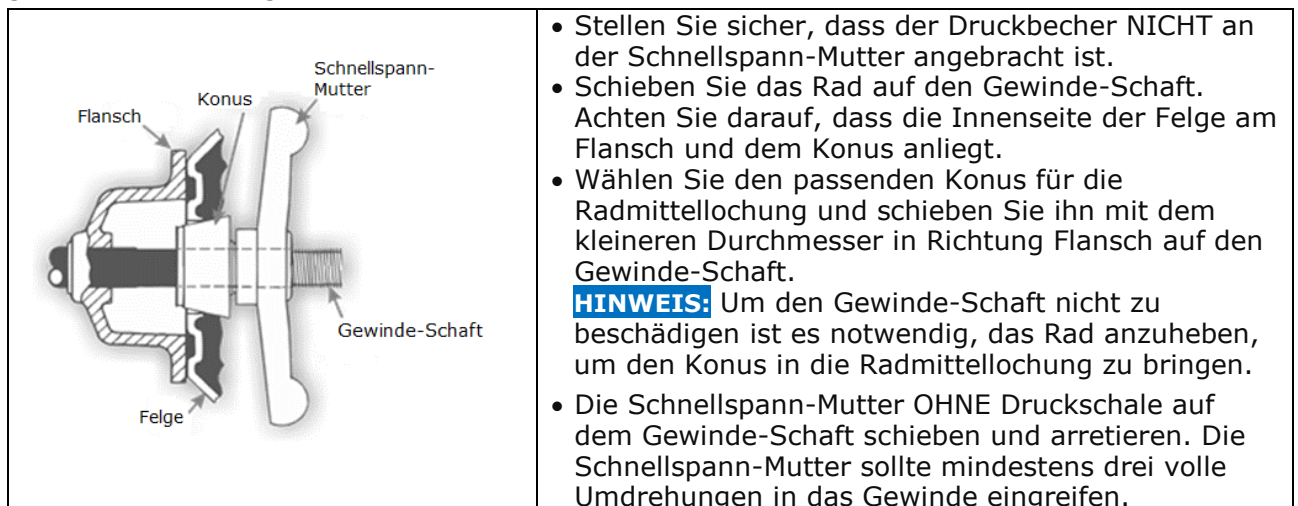 Schnellspann-
Mutter
Konus
Flansch
Gewinde-Schaft
Felge
• Stellen Sie sicher, dass der Druckbecher NICHT an
der Schnellspann-Mutter angebracht ist.
• Schieben Sie das Rad auf den Gewinde-Schaft.
Achten Sie darauf, dass die Innenseite der Felge am
Flansch und dem Konus anliegt.
• Wählen Sie den passenden Konus für die
Radmittellochung und schieben Sie ihn mit dem
kleineren Durchmesser in Richtung Flansch auf den
Gewinde-Schaft.
HINWEIS: Um den Gewinde-Schaft nicht zu
beschädigen ist es notwendig, das Rad anzuheben,
um den Konus in die Radmittellochung zu bringen.
• Die Schnellspann-Mutter OHNE Druckschale auf
dem Gewinde-Schaft schieben und arretieren. Die
Schnellspann-Mutter sollte mindestens drei volle
Umdrehungen in das Gewinde eingreifen.